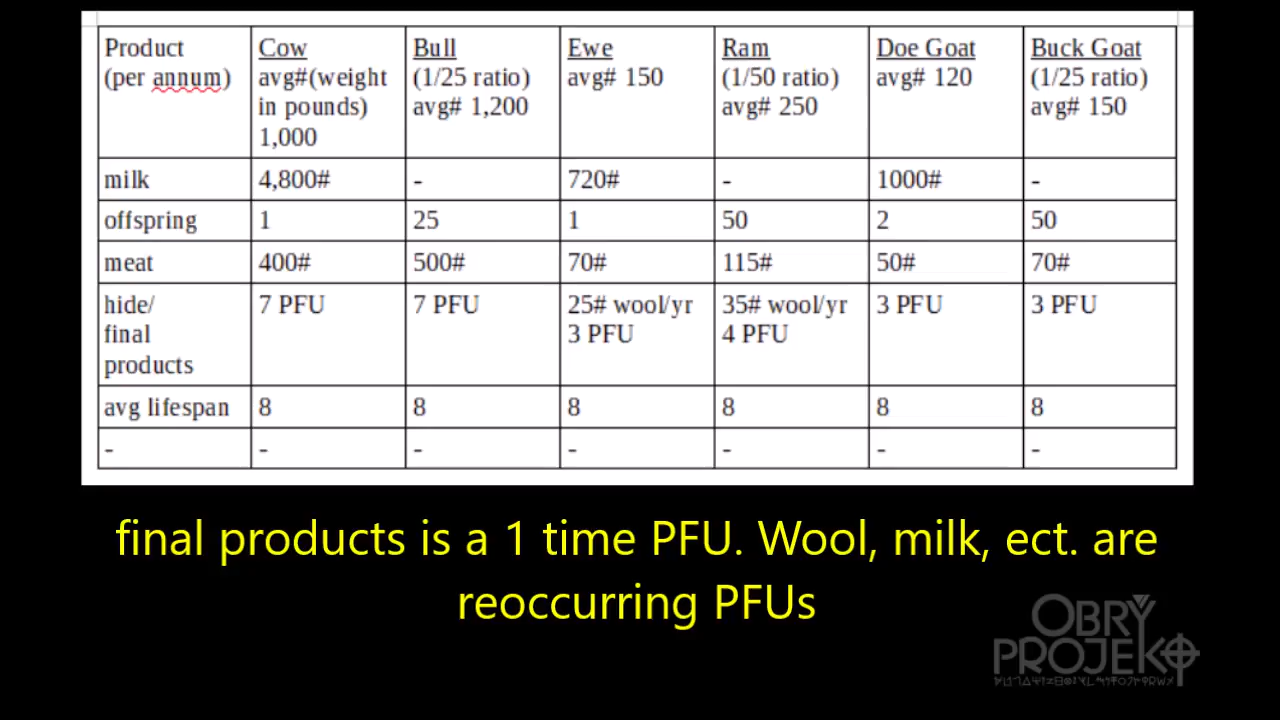 Product (per annum) | Cow avg#(weight in pounds) 1,000 | Bull (1/25 ratio) avg# 1,200 | Ewe avg# 150 | Ram (1/50 ratio) avg# 250 | Doe Goat avg# 120 | Buck Goat (1/25 ratio) avg# 150
milk | 4,800# | - | 720# | - | 1000# | -
offspring | 1 | 25 | 1 | 50 | 2 | 50
meat | 400# | 500# | 70# | 115# | 50# | 70#
hide/ final products | 7 PFU | 7 PFU | 25# wool/yr 3 PFU | 35# wool/yr 4 PFU | 3 PFU | 3 PFU
avg lifespan | 8 | 8 | 8 | 8 | 8 | 8
- | - | - | - | - | - | -
final products is a 1 time PFU. Wool, milk, ect. are
reoccurring PFUs
OBRY
PROJEKO